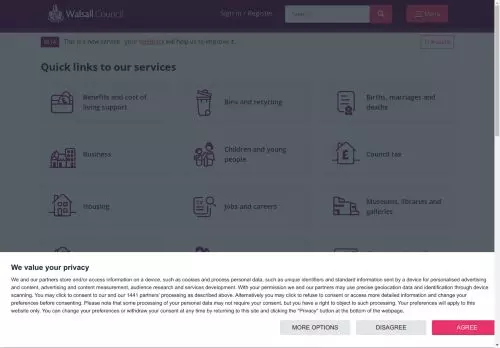 Walsall Council
Sign in / Register
Search
Menu
BETA This is a new service - your feedback will help us to improve it.
Quick links to our services
Benefits and cost of
living support
Bins and recycling
Births, marriages and
deaths
Business
Children and young
people
Council tax
Housing
Jobs and careers
Museums, libraries and
galleries
We value your privacy
We and our partners store and/or access information on a device, such as cookies and process personal data, such as unique identifiers and standard information sent by a device for personalised advertising
and content, advertising and content measurement, audience research and services development. With your permission we and our partners may use precise geolocation data and identification through device
scanning. You may click to consent to our and our 1441 partners' processing as described above. Alternatively you may click to refuse to consent or access more detailed information and change your
preferences before consenting. Please note that some processing of your personal data may not require your consent, but you have a right to object to such processing. Your preferences will apply to this
website only. You can change your preferences or withdraw your consent at any time by returning to this site and clicking the "Privacy" button at the bottom of the webpage.
MORE OPTIONS
DISAGREE
AGREE